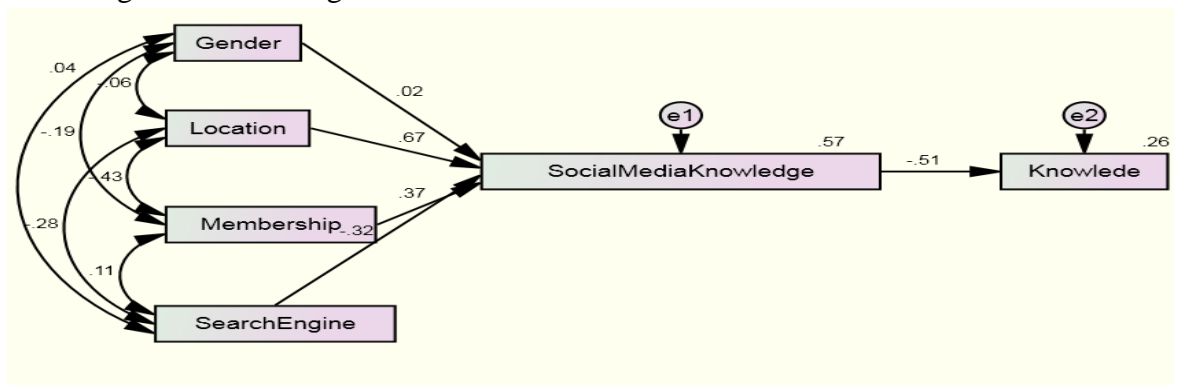 Gender
.04
-.06
.02
e1
e2
Location
-.19
.67
.57
-.51
.26
SocialMediaKnowledge
Knowlede
-.43
.37
Membership
-.32
-.28
.11
SearchEngine